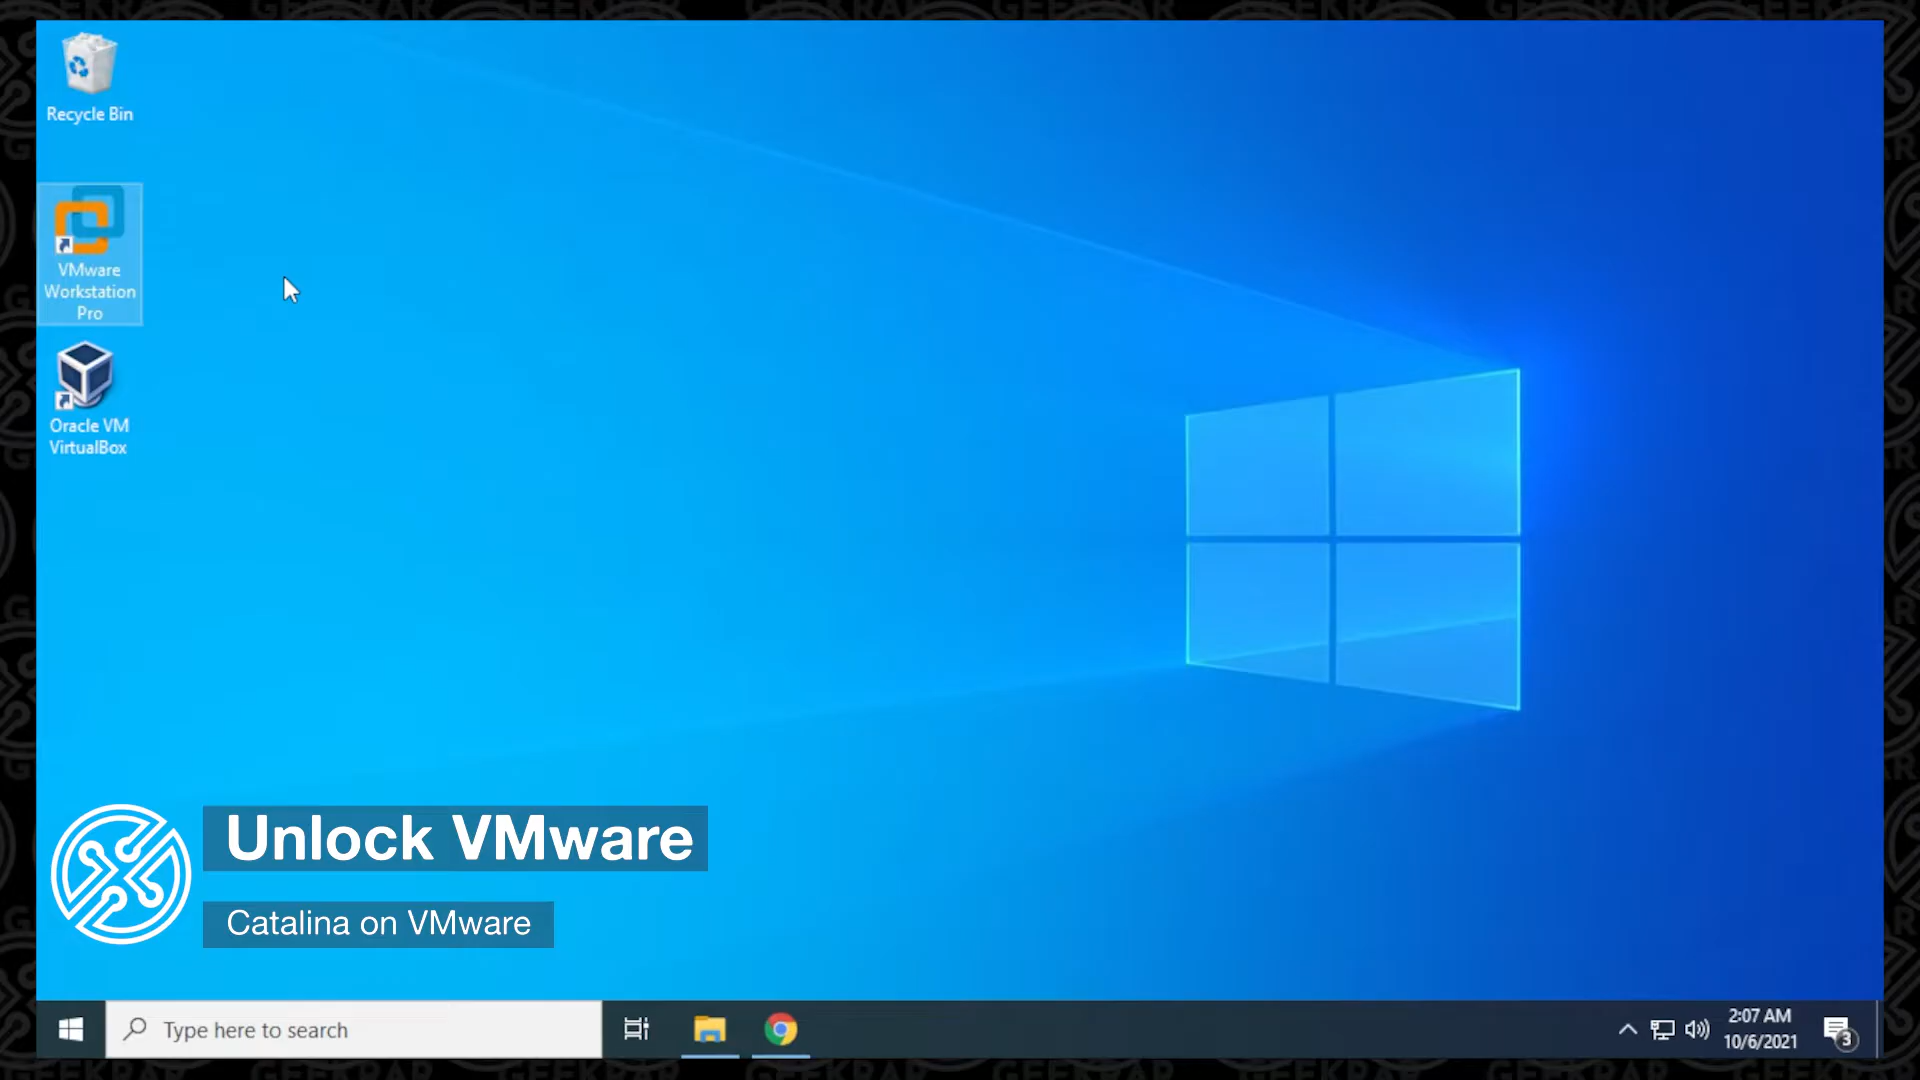 GEEKRAR
Recycle Bin
VMware
Workstation
Pro
Oracle VM
VirtualBox
Unlock VMware
Catalina on VMware
Type here to search
2:07 AM
10/6/2021
3